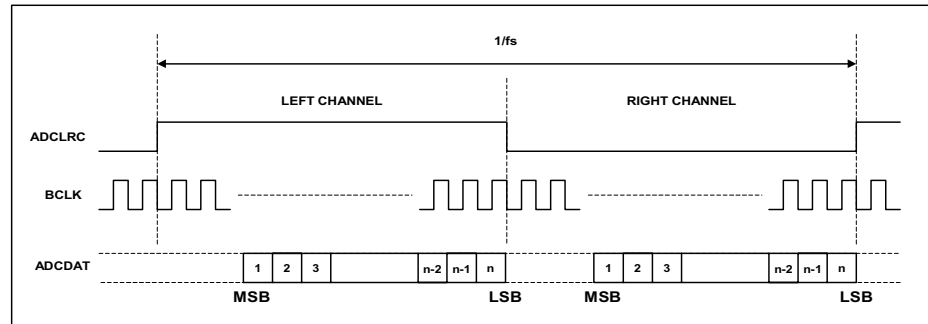 1/fs
LEFT CHANNEL RIGHT CHANNEL
ADCLRC
BCLK
ADCDAT 1 2 3 n-2 n-1 n 1 2 3 n-2 n-1 n
MSB LSB MSB LSB